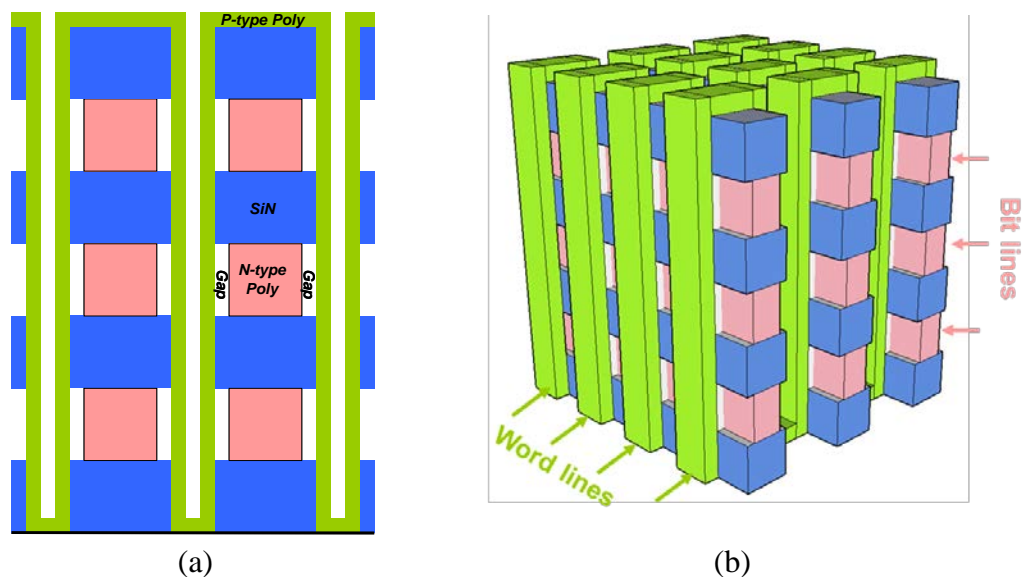 P-type Poly
SiN
N-type
Poly
Gap
Gap
(a)
Bit lines
Word lines
(b)